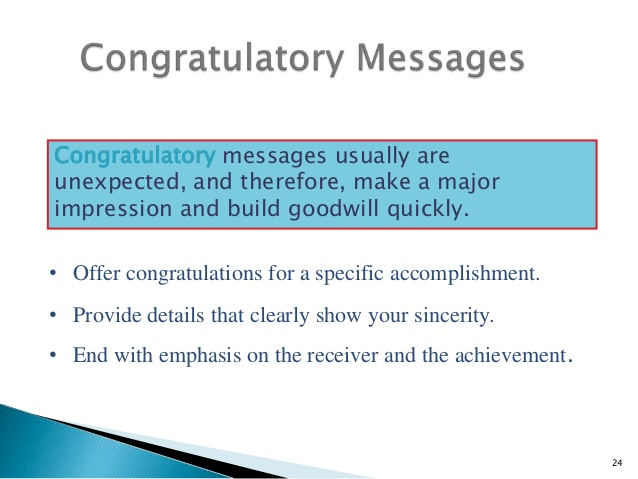 Congratulatory Messages
Congratulatory messages usually are
unexpected, and therefore, make a major
impression and build goodwill quickly.
• Offer congratulations for a specific accomplishment.
• Provide details that clearly show your sincerity.
• End with emphasis on the receiver and the achievement.
24